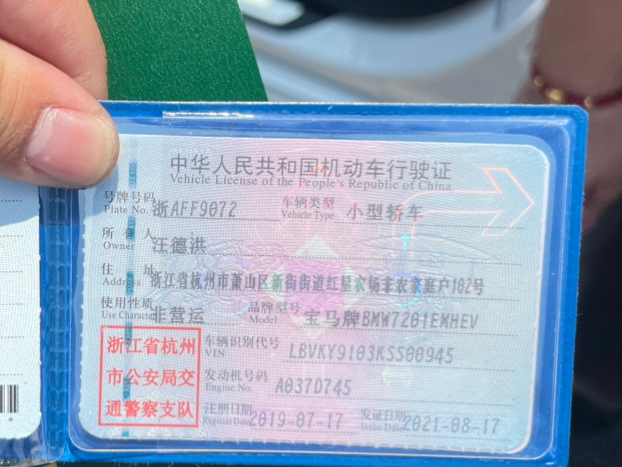 中华人民共和国机动车行驶证
Vehicle License of the People's Republic of China
号牌号码 浙AFF9072 车辆类型 小型轿车
Plate No. Vehicle Type
所有人 汪德洪
Owner
住址 浙江省杭州市萧山区新街街道红垦农场非农家庭户182号
Address
使用性质 非营运 品牌型号 宝马牌BMW7201EMHEV
Use Character Model
浙江省杭州市公安局交通警察支队
车辆识别代号 LBVKY9103KSS00945
VIN
发动机号码 A037D745
Engine No.
注册日期 2019-07-17 发证日期 2021-08-17
Register Date Issue Date